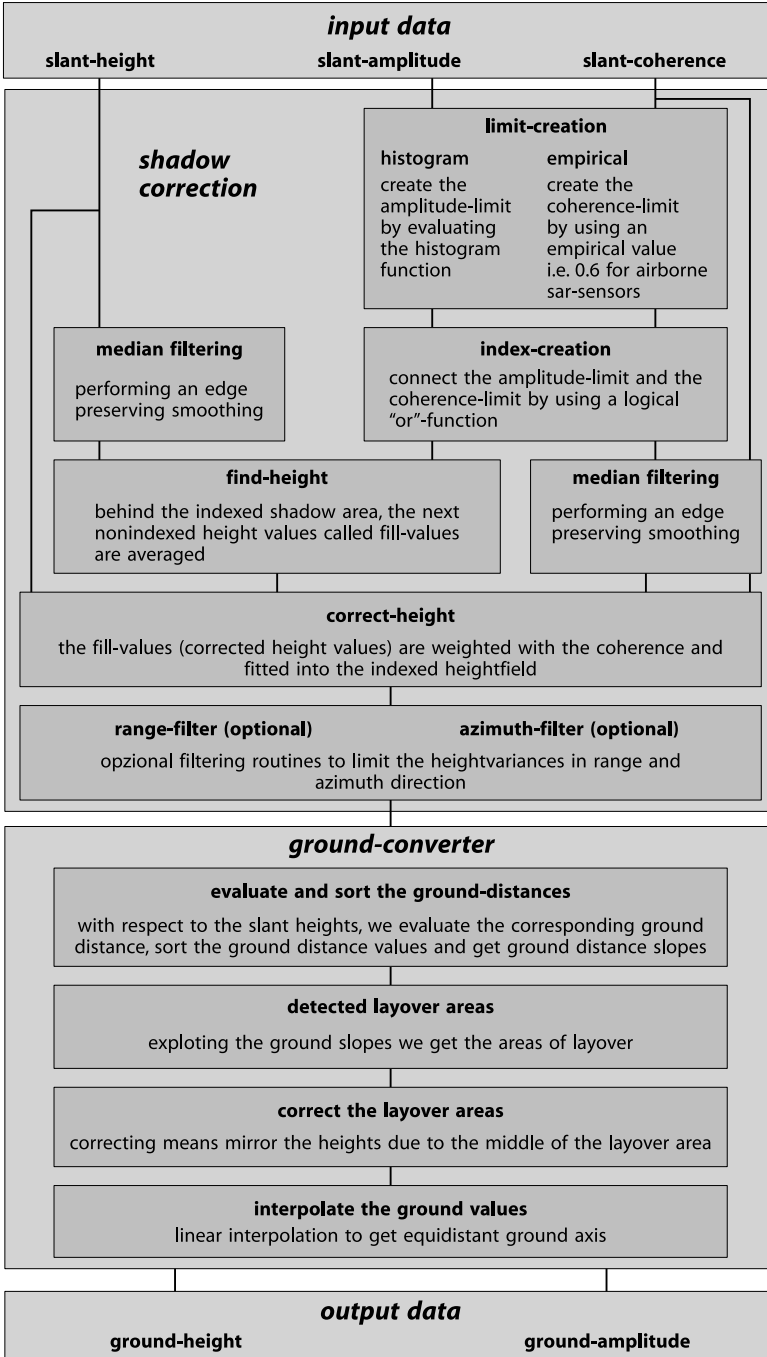 input data
slant-height slant-amplitude slant-coherence
shadow
correction
limit-creation
histogram
create the
amplitude-limit
by evaluating
the histogram
function
empirical
create the
coherence-limit
by using an
empirical value
i.e. 0.6 for airborne
sar-sensors
median filtering
performing an edge
preserving smoothing
index-creation
connect the amplitude-limit and the
coherence-limit by using a logical
“or”-function
find-height
behind the indexed shadow area, the next
nonindexed height values called fill-values
are averaged
median filtering
performing an edge
preserving smoothing
correct-height
the fill-values (corrected height values) are weighted with the coherence and
fitted into the indexed heightfield
range-filter (optional) azimuth-filter (optional)
opzional filtering routines to limit the heightvariances in range and
azimuth direction
ground-converter
evaluate and sort the ground-distances
with respect to the slant heights, we evaluate the corresponding ground
distance, sort the ground distance values and get ground distance slopes
detected layover areas
exploting the ground slopes we get the areas of layover
correct the layover areas
correcting means mirror the heights due to the middle of the layover area
interpolate the ground values
linear interpolation to get equidistant ground axis
output data
ground-height ground-amplitude